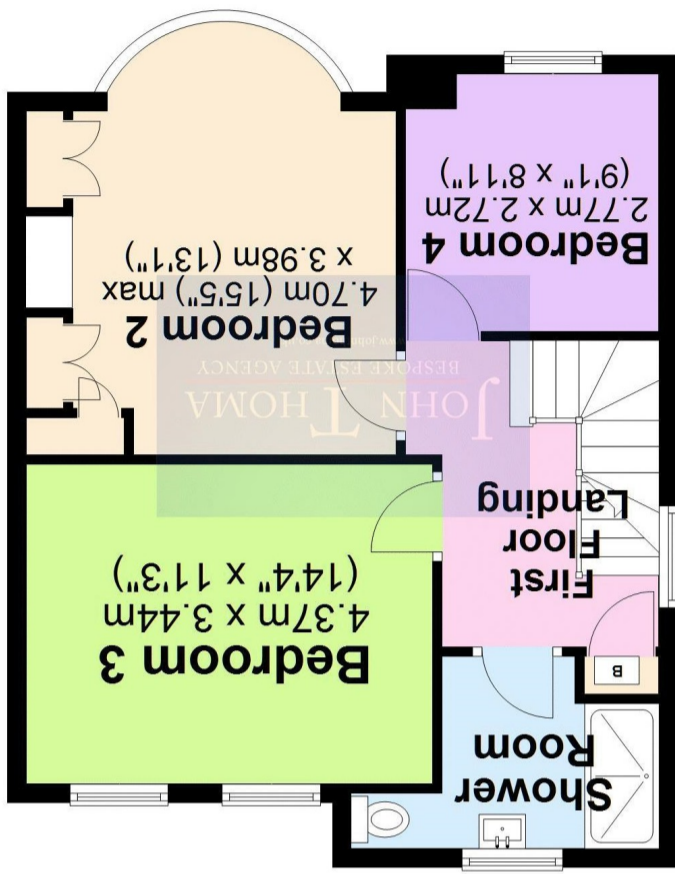 Shower
Room
B
Bedroom 3
4.37m x 3.44m
(14'4" x 11'3")
First
Floor
Landing
JOHN THOMA
BESPOKE ESTATE AGENCY
Bedroom 2
4.70m (15'5") max
x 3.98m (13'1")
Bedroom 4
2.77m x 2.72m
(9'1" x 8'11")